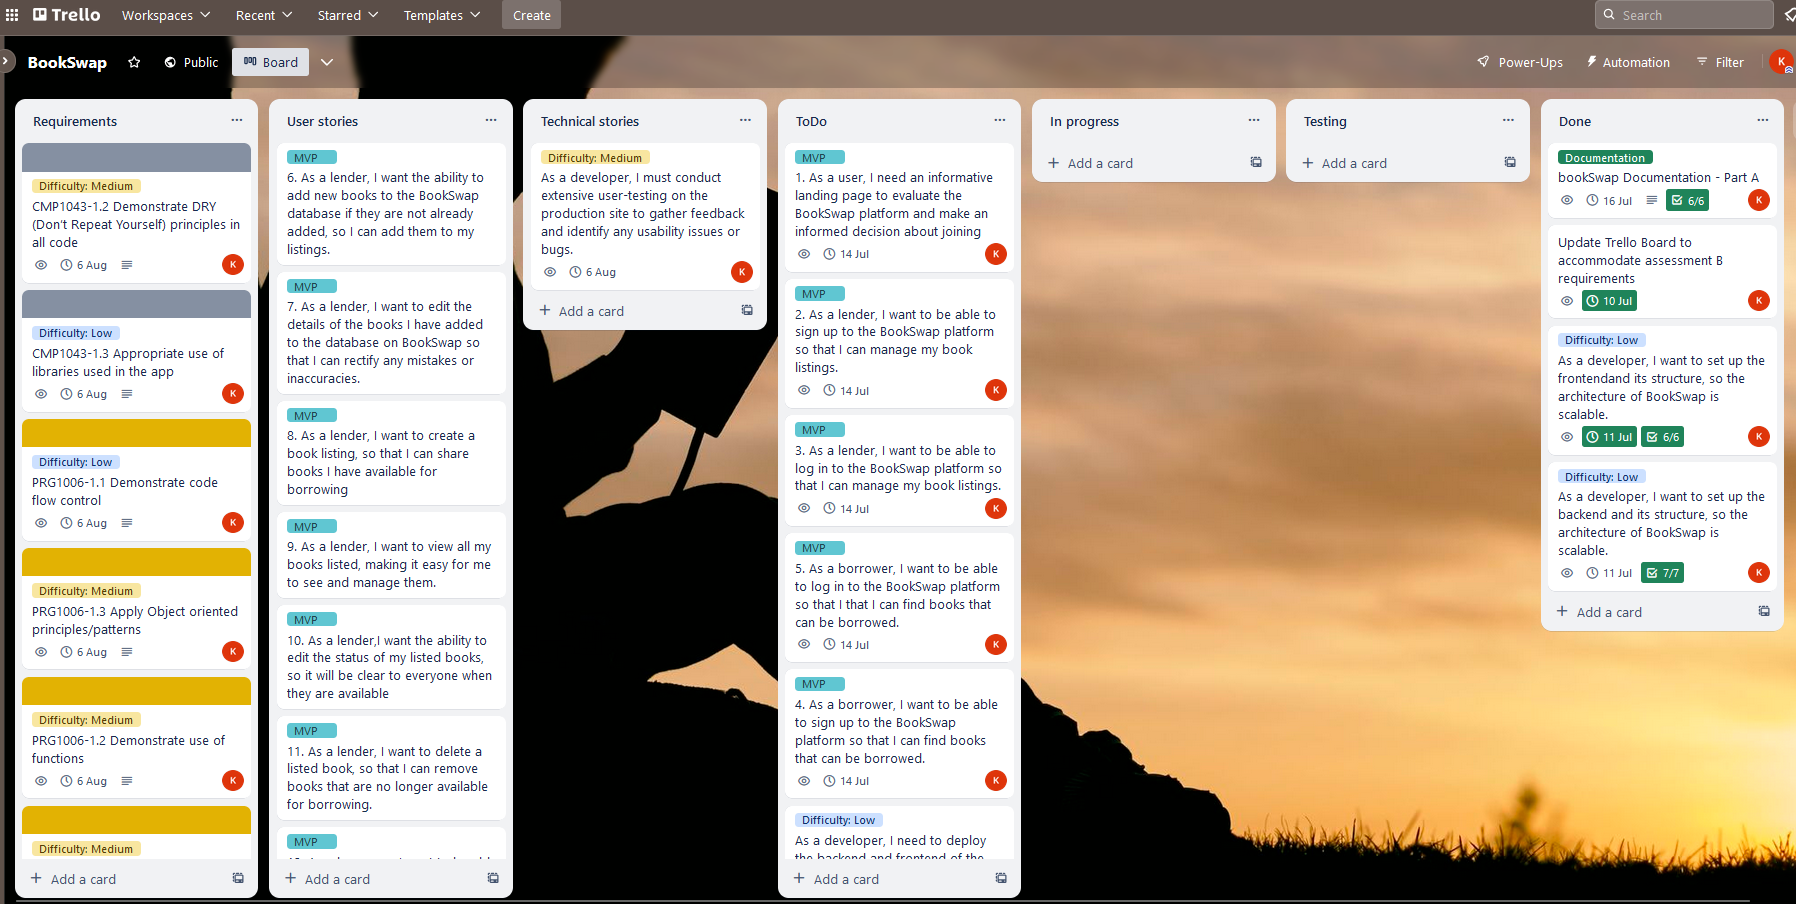 Trello
Workspaces
Recent
Starred
Templates
Create
Search
BookSwap
Public
Board
Power-Ups
Automation
Filter
K
Requirements
Difficulty: Medium
CMP1043-1.2 Demonstrate DRY
(Don't Repeat Yourself) principles in
all code
6 Aug
K
Difficulty: Low
CMP1043-1.3 Appropriate use of
libraries used in the app
6 Aug
K
Difficulty: Low
PRG1006-1.1 Demonstrate code
flow control
6 Aug
K
Difficulty: Medium
PRG1006-1.3 Apply Object oriented
principles/patterns
6 Aug
K
Difficulty: Medium
PRG1006-1.2 Demonstrate use of
functions
6 Aug
K
Difficulty: Medium
Add a card
User stories
MVP
6. As a lender, I want the ability to
add new books to the BookSwap
database if they are not already
added, so I can add them to my
listings.
MVP
7. As a lender, I want to edit the
details of the books I have added
to the database on BookSwap so
that I can rectify any mistakes or
inaccuracies.
MVP
8. As a lender, I want to create a
book listing, so that I can share
books I have available for
borrowing
MVP
9. As a lender, I want to view all my
books listed, making it easy for me
to see and manage them.
MVP
10. As a lender,I want the ability to
edit the status of my listed books,
so it will be clear to everyone when
they are available
MVP
11. As a lender, I want to delete a
listed book, so that I can remove
books that are no longer available
for borrowing.
MVP
Add a card
Technical stories
Difficulty: Medium
As a developer, I must conduct
extensive user-testing on the
production site to gather feedback
and identify any usability issues or
bugs.
6 Aug
K
Add a card
ToDo
MVP
1. As a user, I need an informative
landing page to evaluate the
BookSwap platform and make an
informed decision about joining
14 Jul
K
MVP
2. As a lender, I want to be able to
sign up to the BookSwap platform
so that I can manage my book
listings.
14 Jul
K
MVP
3. As a lender, I want to be able to
log in to the BookSwap platform so
that I can manage my book listings.
14 Jul
K
MVP
5. As a borrower, I want to be able
to log in to the BookSwap platform
so that I that I can find books that
can be borrowed.
14 Jul
K
MVP
4. As a borrower, I want to be able
to sign up to the BookSwap
platform so that I can find books
that can be borrowed.
14 Jul
K
Difficulty: Low
As a developer, I need to deploy
the backend and frontend of the
Add a card
In progress
Add a card
Testing
Add a card
Done
Documentation
bookSwap Documentation - Part A
16 Jul
6/6
K
Update Trello Board to
accommodate assessment B
requirements
10 Jul
K
Difficulty: Low
As a developer, I want to set up the
frontendand its structure, so the
architecture of BookSwap is
scalable.
11 Jul
6/6
K
Difficulty: Low
As a developer, I want to set up the
backend and its structure, so the
architecture of BookSwap is
scalable.
11 Jul
7/7
K
Add a card